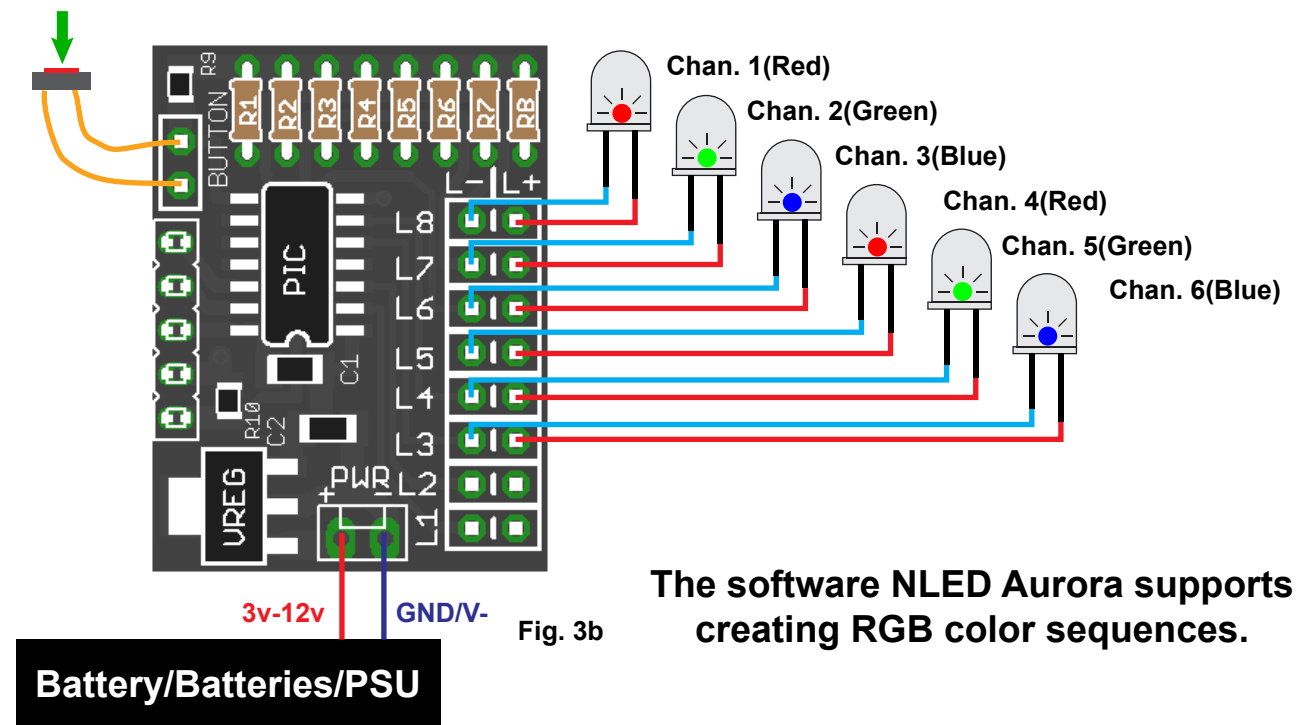 R9
BUTTON
R1
R2
R3
R4
R5
R6
R7
R8
L-
L+
L8
L7
L6
L5
L4
L3
L2
L1
PIC
C1
R10
C2
VREG
+PWR-
3v-12v
GND/V-
Battery/Batteries/PSU
Chan. 1(Red)
Chan. 2(Green)
Chan. 3(Blue)
Chan. 4(Red)
Chan. 5(Green)
Chan. 6(Blue)
Fig. 3b
The software NLED Aurora supports
creating RGB color sequences.